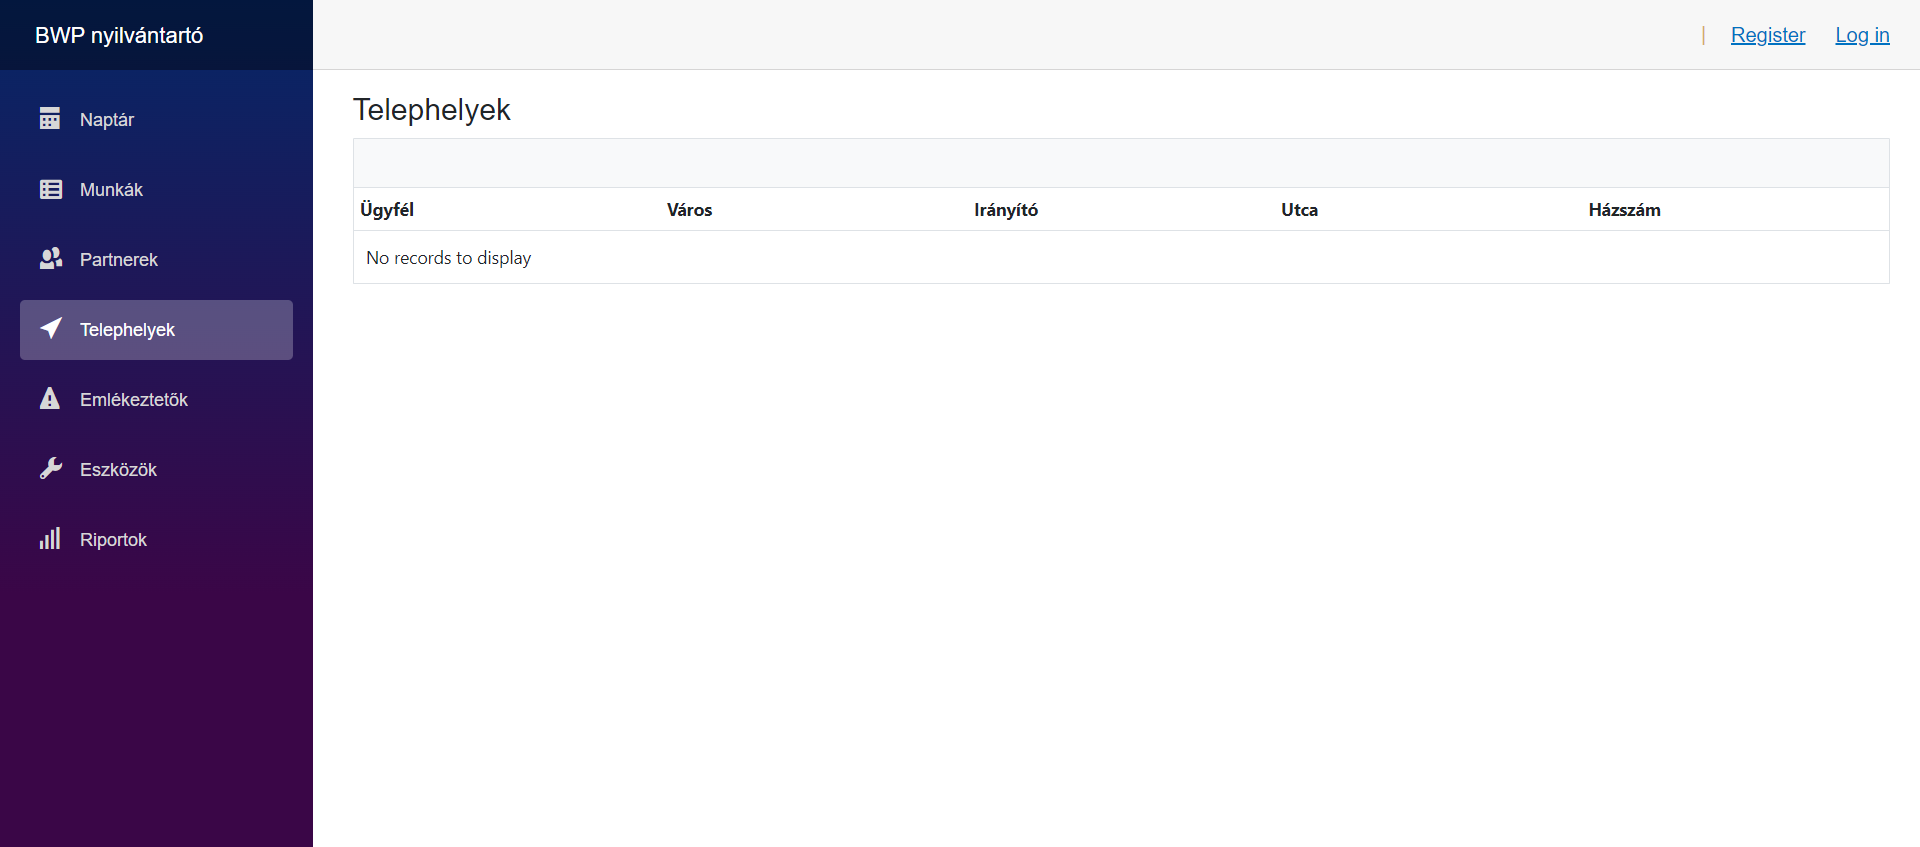 BWP nyilvántartó
| Register Log in
Naptár
Munkák
Partnerek
Telephelyek
Emlékeztetők
Eszközök
Riportok
Telephelyek
Ügyfél Város Irányító Utca Házszám
No records to display